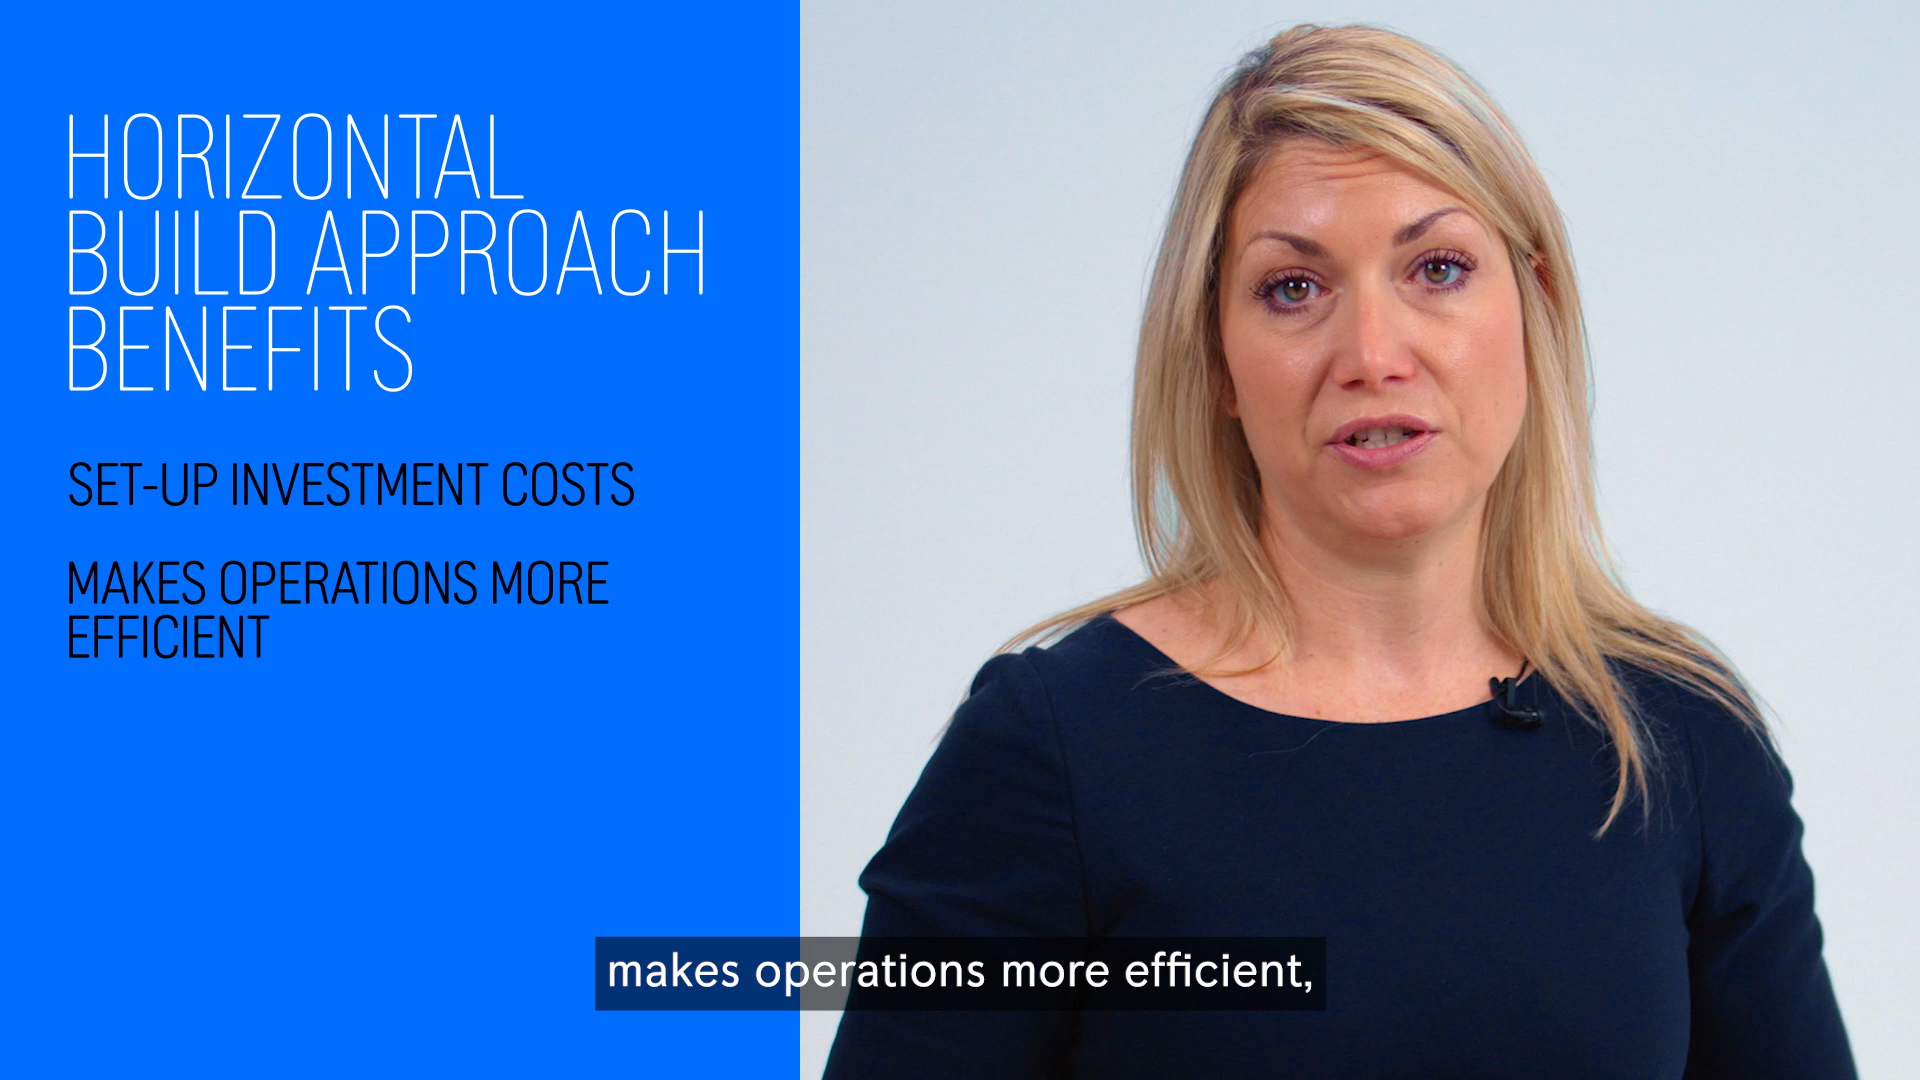 HORIZONTAL
BUILD APPROACH
BENEFITS
SET-UP INVESTMENT COSTS
MAKES OPERATIONS MORE
EFFICIENT
makes operations more efficient,